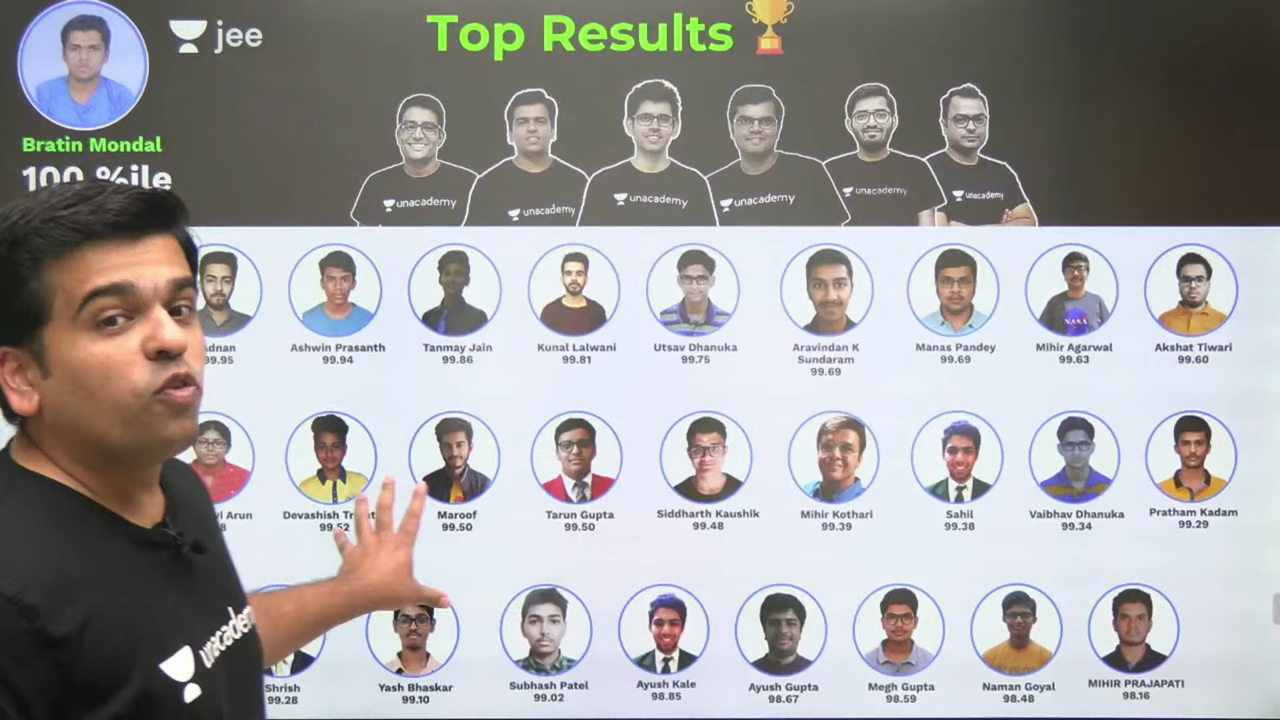 jee
Top Results
Bratin Mondal
100 %ile
unacademy unacademy unacademy unacademy unacademy unacademy
99.95
Ashwin Prasanth
99.94
Tanmay Jain
99.86
Kunal Lalwani
99.81
Utsav Dhanuka
99.75
Aravindan K
Sundaram
99.69
Manas Pandey
99.69
NASA
Mihir Agarwal
99.63
Akshat Tiwari
99.60
Arun
Devashish
99.52
Maroof
99.50
Tarun Gupta
99.50
Siddharth Kaushik
99.48
Mihir Kothari
99.39
Sahil
99.38
Vaibhav Dhanuka
99.34
Pratham Kadam
99.29
Shrish
99.28
Yash Bhaskar
99.10
Subhash Patel
99.02
Ayush Kale
98.85
Ayush Gupta
98.67
Megh Gupta
98.59
Naman Goyal
98.48
MIHIR PRAJAPATI
98.16
unacadem